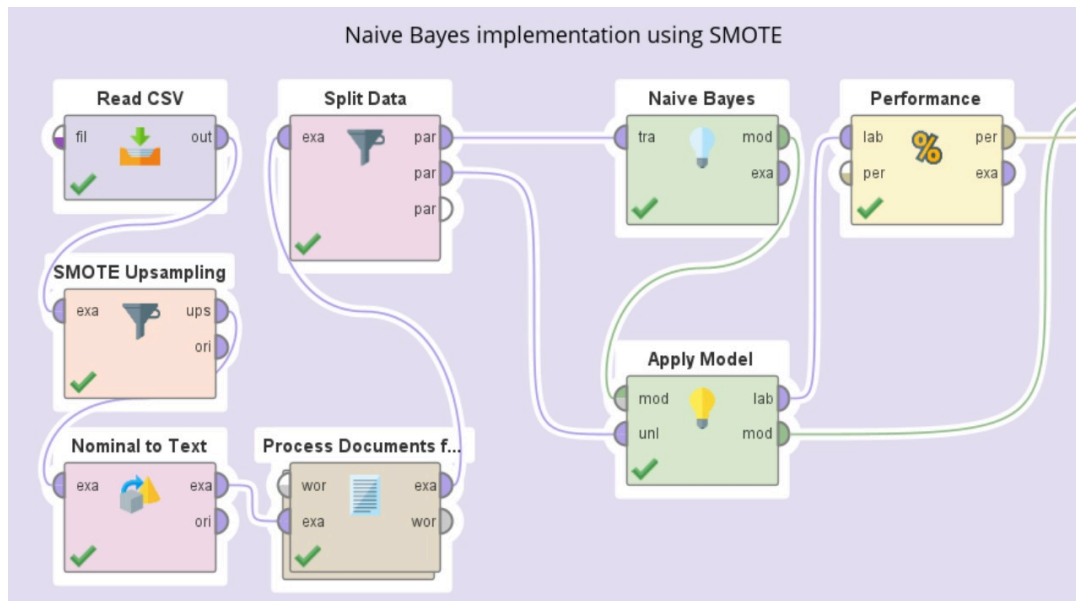 Naive Bayes implementation using SMOTE
Read CSV
fil out
Split Data
exa par
par
par
Naive Bayes
tra mod
exa
Performance
% 
lab per
per exa
SMOTE Upsampling
exa ups
ori
Apply Model
mod lab
unl mod
Nominal to Text
exa exa
ori
Process Documents f...
wor exa
exa wor